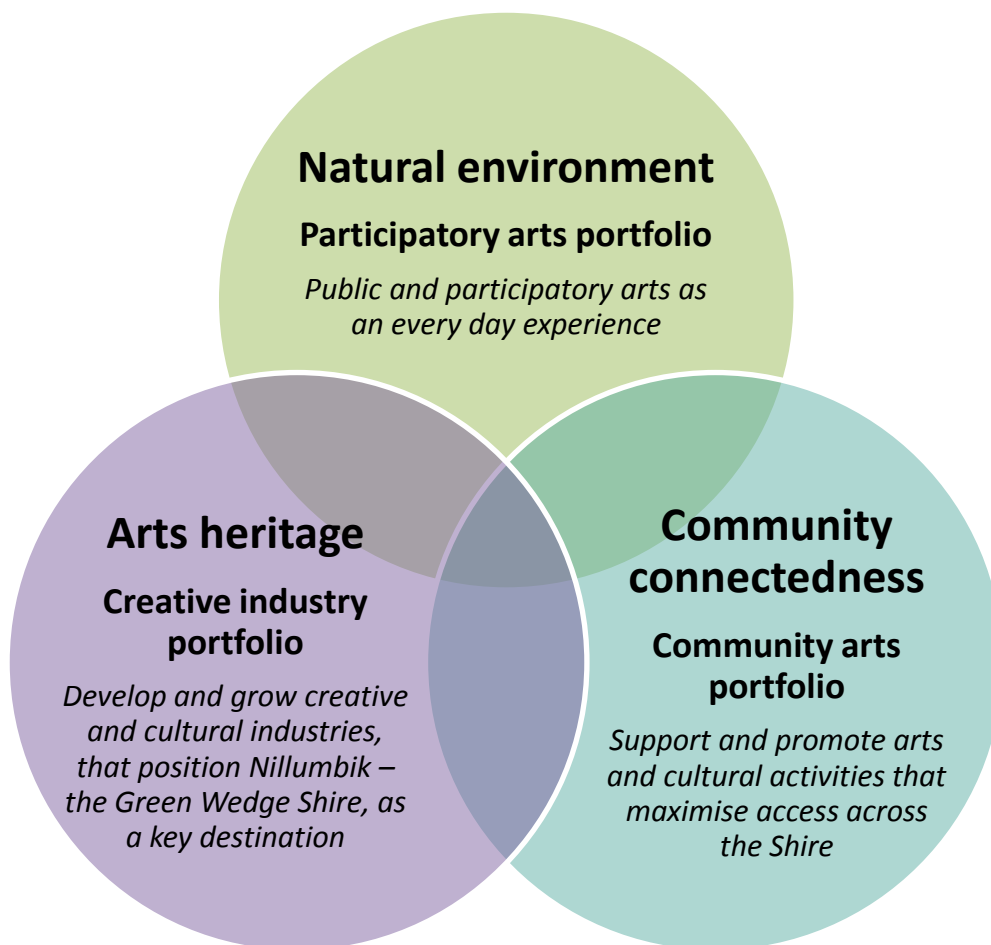 Natural environment
Participatory arts portfolio
Public and participatory arts as
an every day experience
Arts heritage
Creative industry
portfolio
Develop and grow creative
and cultural industries,
that position Nillumbik –
the Green Wedge Shire, as
a key destination
Community
connectedness
Community arts
portfolio
Support and promote arts
and cultural activities that
maximise access across
the Shire